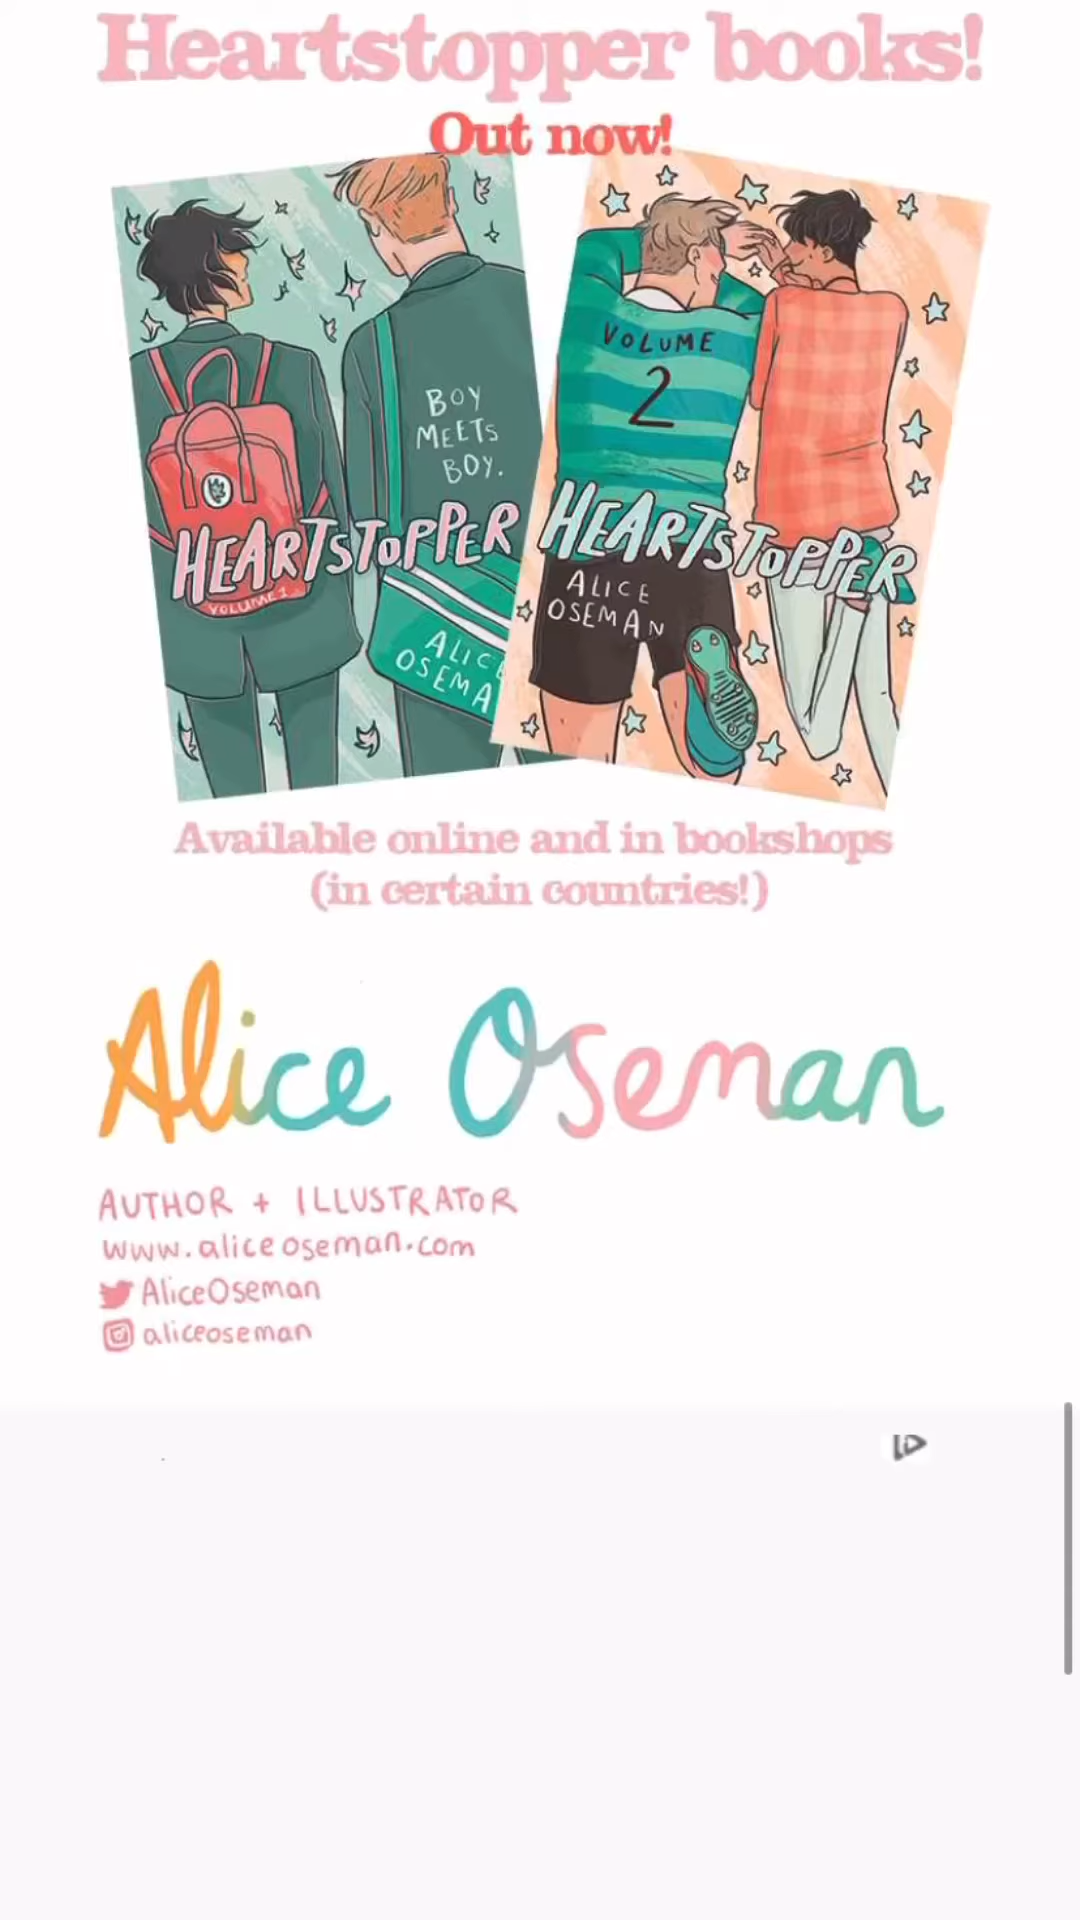 Heartstopper books!
Out now!
BOY
MEETS
BOY.
HEARTSTOPPER
VOLUME 1
ALICE
OSEMA
VOLUME
2
HEARTSTOPPER
ALICE
OSEMAN
Available online and in bookshops
(in certain countries!)
Alice Oseman
AUTHOR + ILLUSTRATOR
www.aliceoseman.com
AliceOseman
aliceoseman